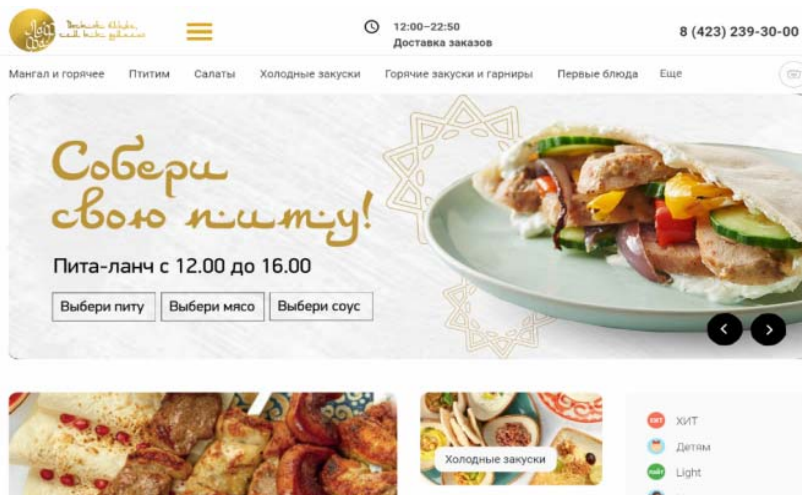 12:00–22:50
Доставка заказов
8 (423) 239-30-00
Мангал и горячее Птитим Салаты Холодные закуски Горячие закуски и гарниры Первые блюда Еще
Собери
свою питу!
Пита-ланч с 12.00 до 16.00
Выбери питу Выбери мясо Выбери соус
Холодные закуски
хит ХИТ
Детям
лайт Light